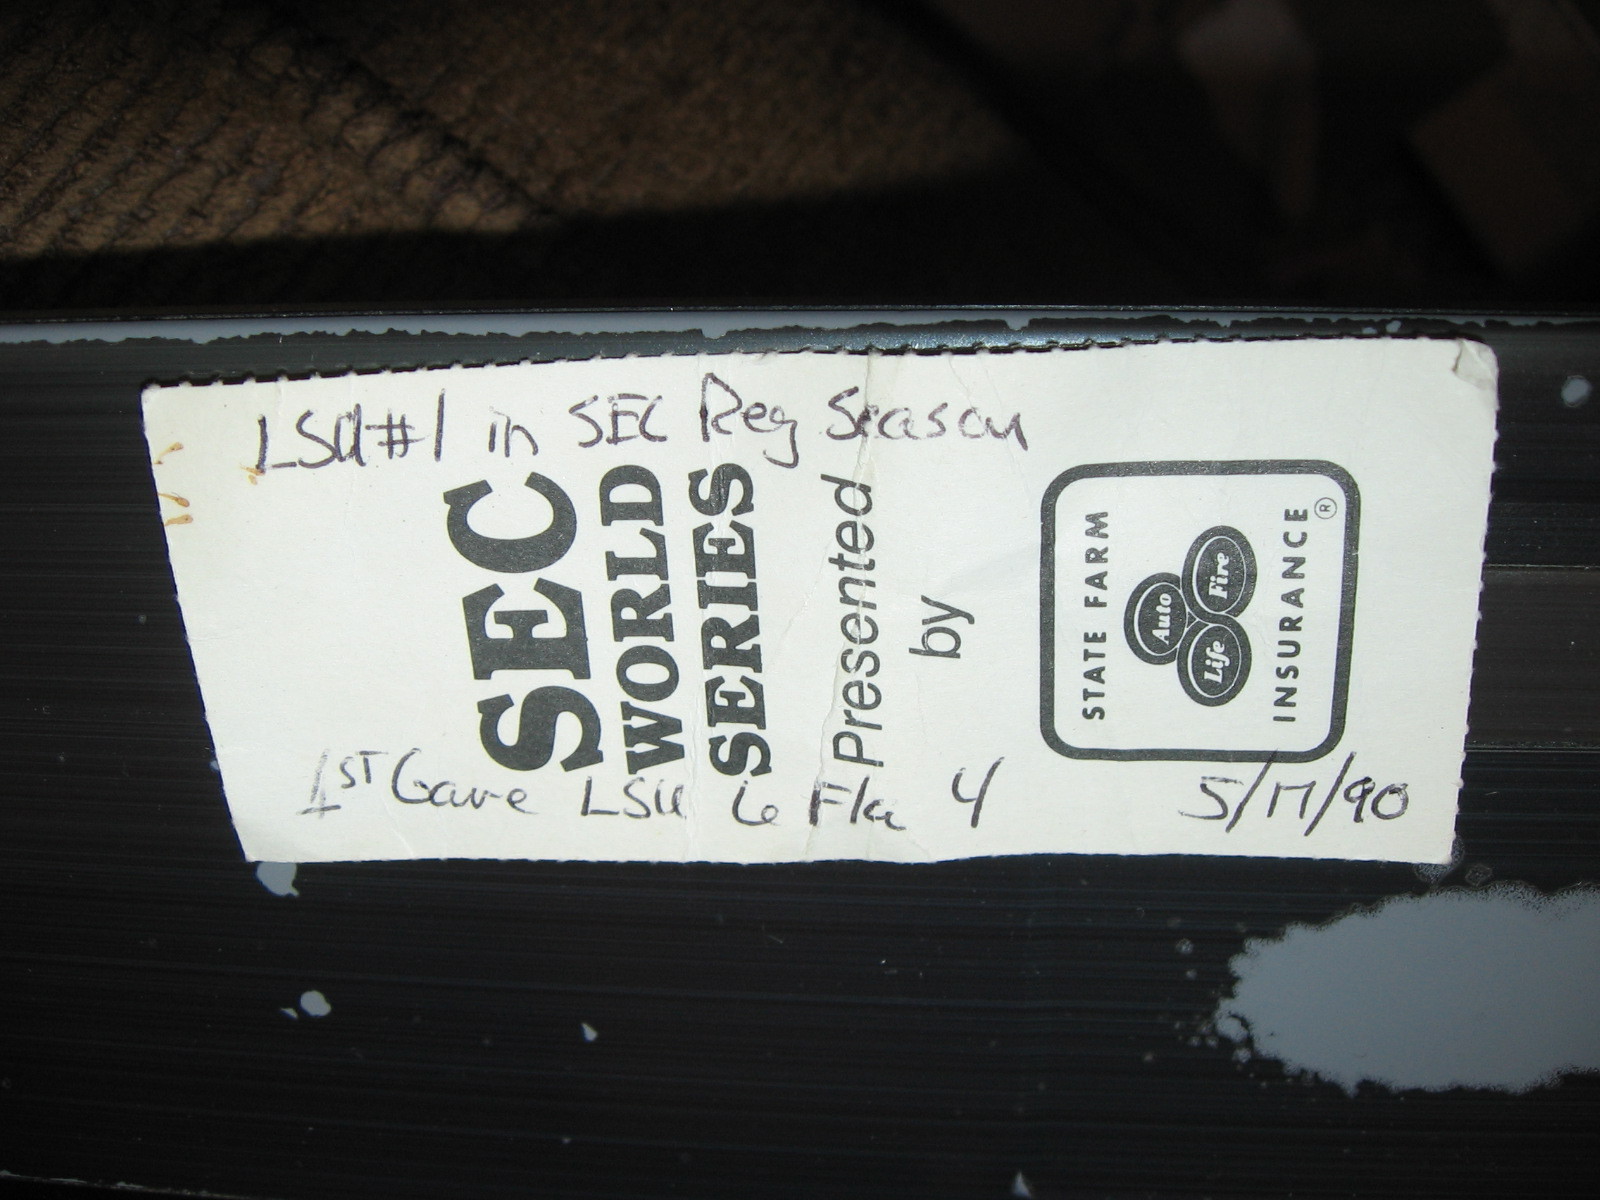 LSU #1 in SEC Reg Season
SEC
WORLD
SERIES
Presented
by
STATE FARM
Auto
Life Fire
INSURANCE ®
1ST Game LSU 6 Fla 4
5/17/90